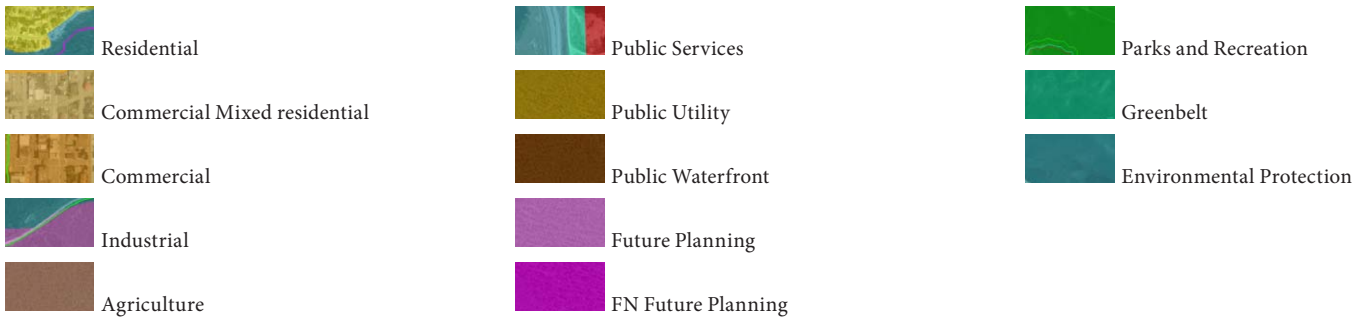 Residential
Commercial Mixed residential
Commercial
Industrial
Agriculture
Public Services
Public Utility
Public Waterfront
Future Planning
FN Future Planning
Parks and Recreation
Greenbelt
Environmental Protection